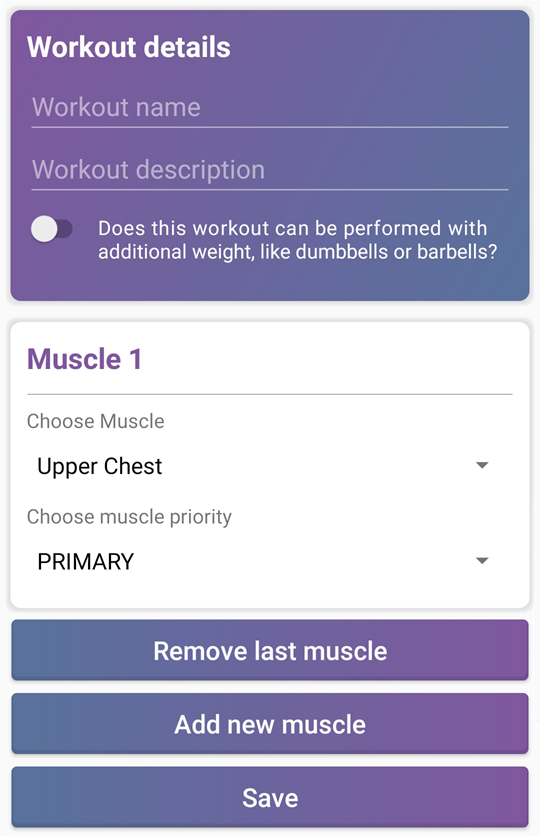 Workout details
Workout name
Workout description
Does this workout can be performed with
additional weight, like dumbbells or barbells?
Muscle 1
Choose Muscle
Upper Chest
Choose muscle priority
PRIMARY
Remove last muscle
Add new muscle
Save